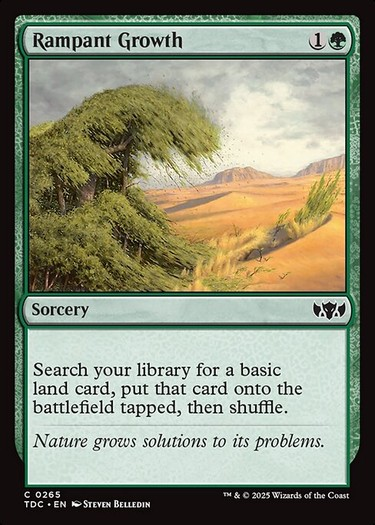 Rampant Growth 1
Sorcery
Search your library for a basic
land card, put that card onto the
battlefield tapped, then shuffle.
Nature grows solutions to its problems.
C 0265
TDC • EN Steven Belledin
™ & © 2025 Wizards of the Coast